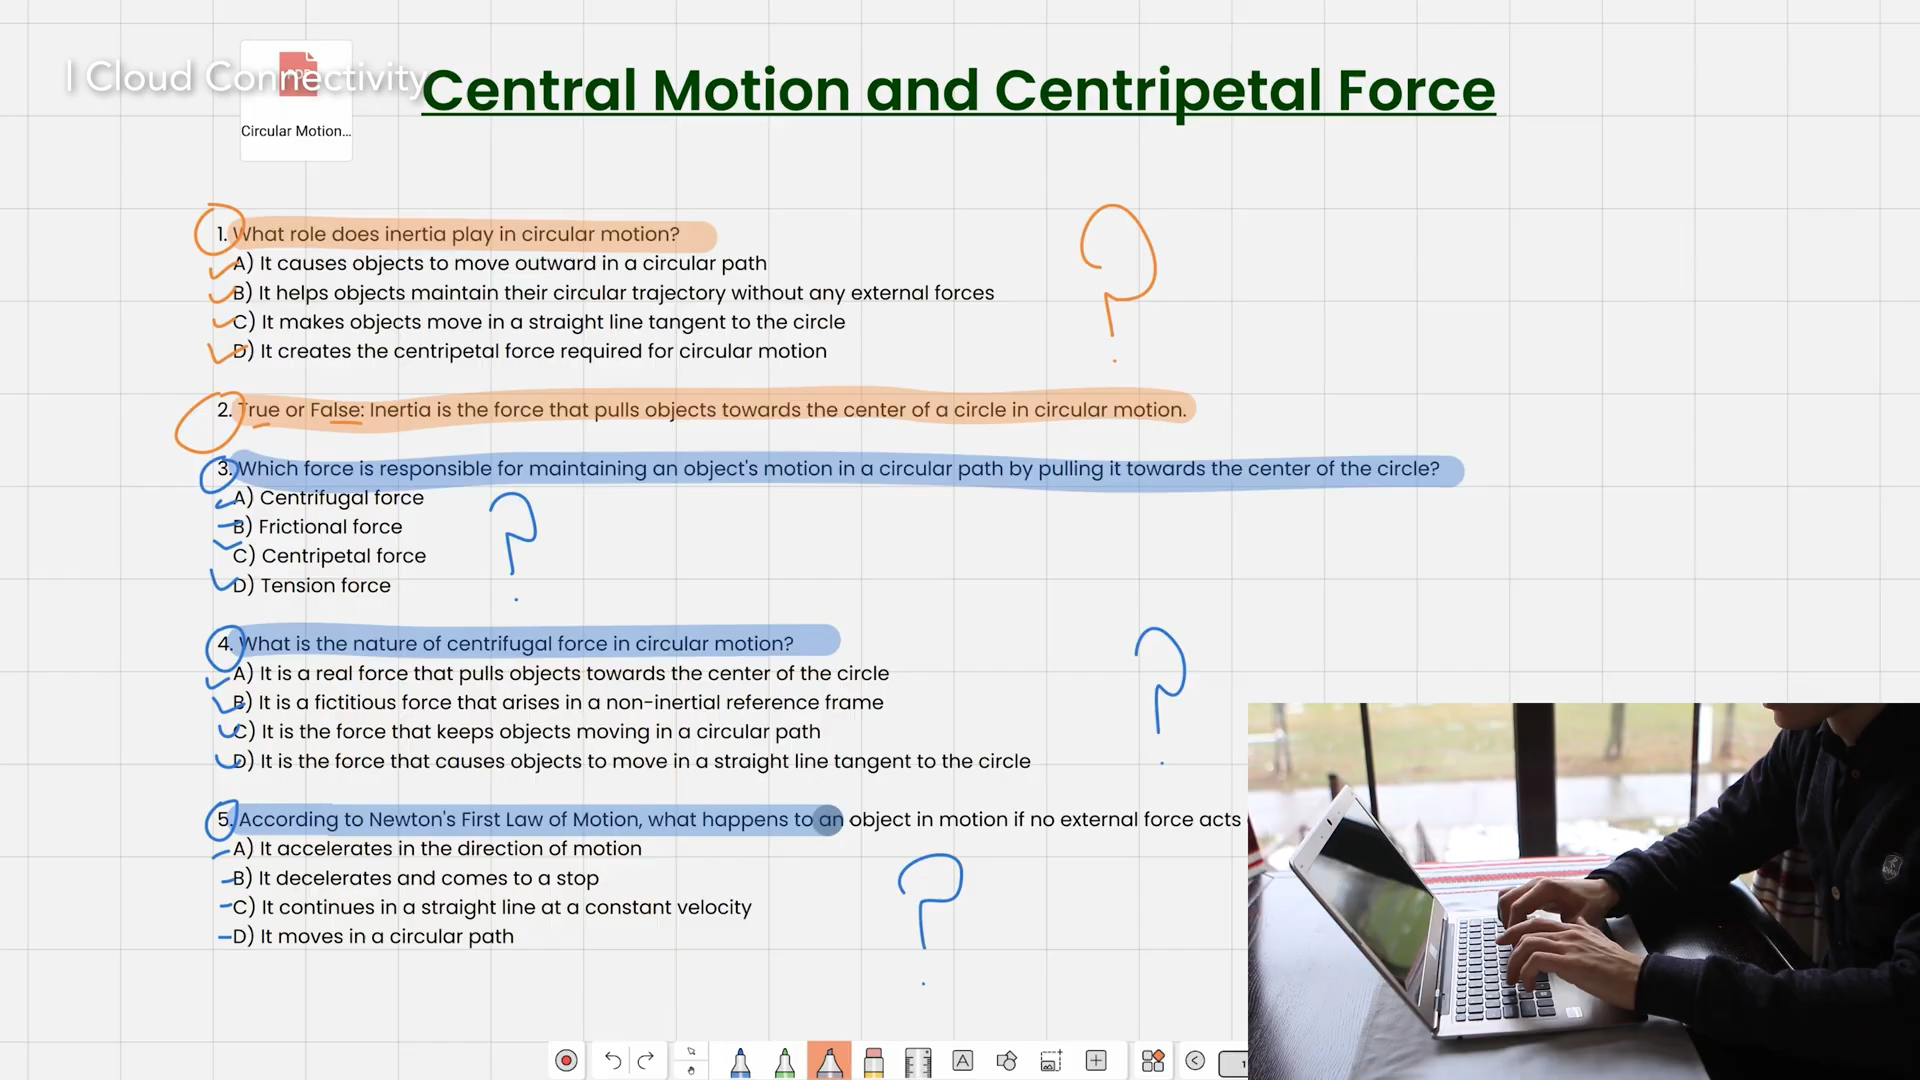 | Cloud Connectivity
PDF
Circular Motion...
Central Motion and Centripetal Force
1. What role does inertia play in circular motion?
A) It causes objects to move outward in a circular path
B) It helps objects maintain their circular trajectory without any external forces
C) It makes objects move in a straight line tangent to the circle
D) It creates the centripetal force required for circular motion
?
2. True or False: Inertia is the force that pulls objects towards the center of a circle in circular motion.
3. Which force is responsible for maintaining an object's motion in a circular path by pulling it towards the center of the circle?
A) Centrifugal force
B) Frictional force
C) Centripetal force
D) Tension force
?
4. What is the nature of centrifugal force in circular motion?
A) It is a real force that pulls objects towards the center of the circle
B) It is a fictitious force that arises in a non-inertial reference frame
C) It is the force that keeps objects moving in a circular path
D) It is the force that causes objects to move in a straight line tangent to the circle
?
5. According to Newton's First Law of Motion, what happens to an object in motion if no external force acts
A) It accelerates in the direction of motion
B) It decelerates and comes to a stop
C) It continues in a straight line at a constant velocity
D) It moves in a circular path
?
A
1